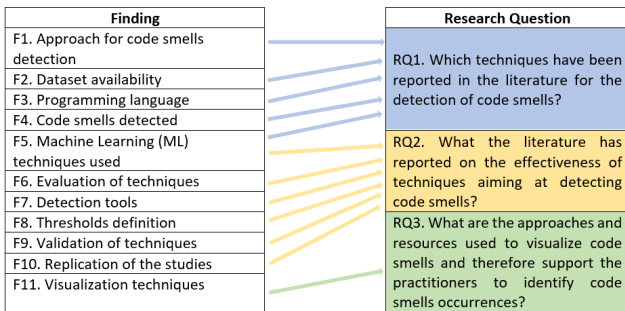 Finding
F1. Approach for code smells
detection
F2. Dataset availability
F3. Programming language
F4. Code smells detected
F5. Machine Learning (ML)
techniques used
F6. Evaluation of techniques
F7. Detection tools
F8. Thresholds definition
F9. Validation of techniques
F10. Replication of the studies
F11. Visualization techniques
Research Question
RQ1. Which techniques have been
reported in the literature for the
detection of code smells?
RQ2. What the literature has
reported on the effectiveness of
techniques aiming at detecting
code smells?
RQ3. What are the approaches and
resources used to visualize code
smells and therefore support the
practitioners to identify code
smells occurrences?